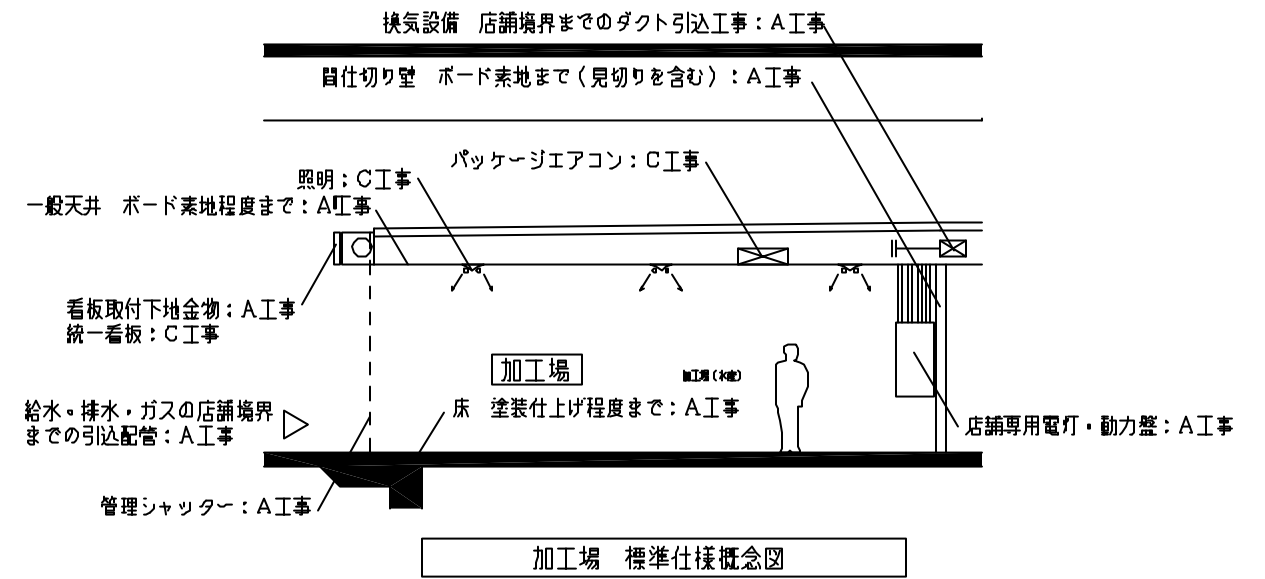 換気設備 店舗境界までのダクト引込工事：A工事
間仕切り壁 ボード素地まで（見切りを含む）：A工事
パッケージエアコン：C工事
照明：C工事
一般天井 ボード素地程度まで：A工事
看板取付下地金物：A工事
統一看板：C工事
加工場
加工場（水産）
床 塗装仕上げ程度まで：A工事
給水・排水・ガスの店舗境界
までの引込配管：A工事
店舗専用電灯・動力盤：A工事
管理シャッター：A工事
加工場 標準仕様概念図